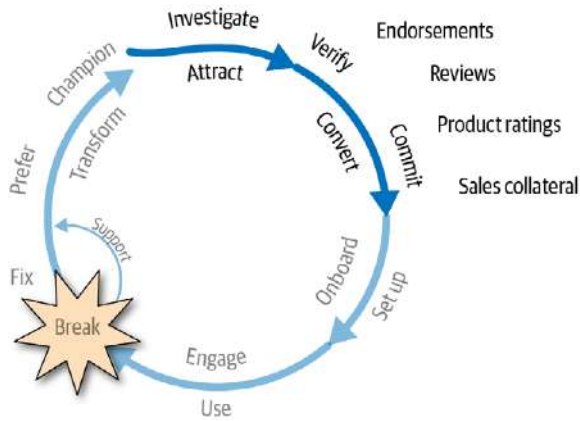 Investigate
Attract
Verify
Convert
Commit
Endorsements
Reviews
Product ratings
Sales collateral
Onboard
Set up
Engage
Use
Break
Fix
Support
Prefer
Transform
Champion